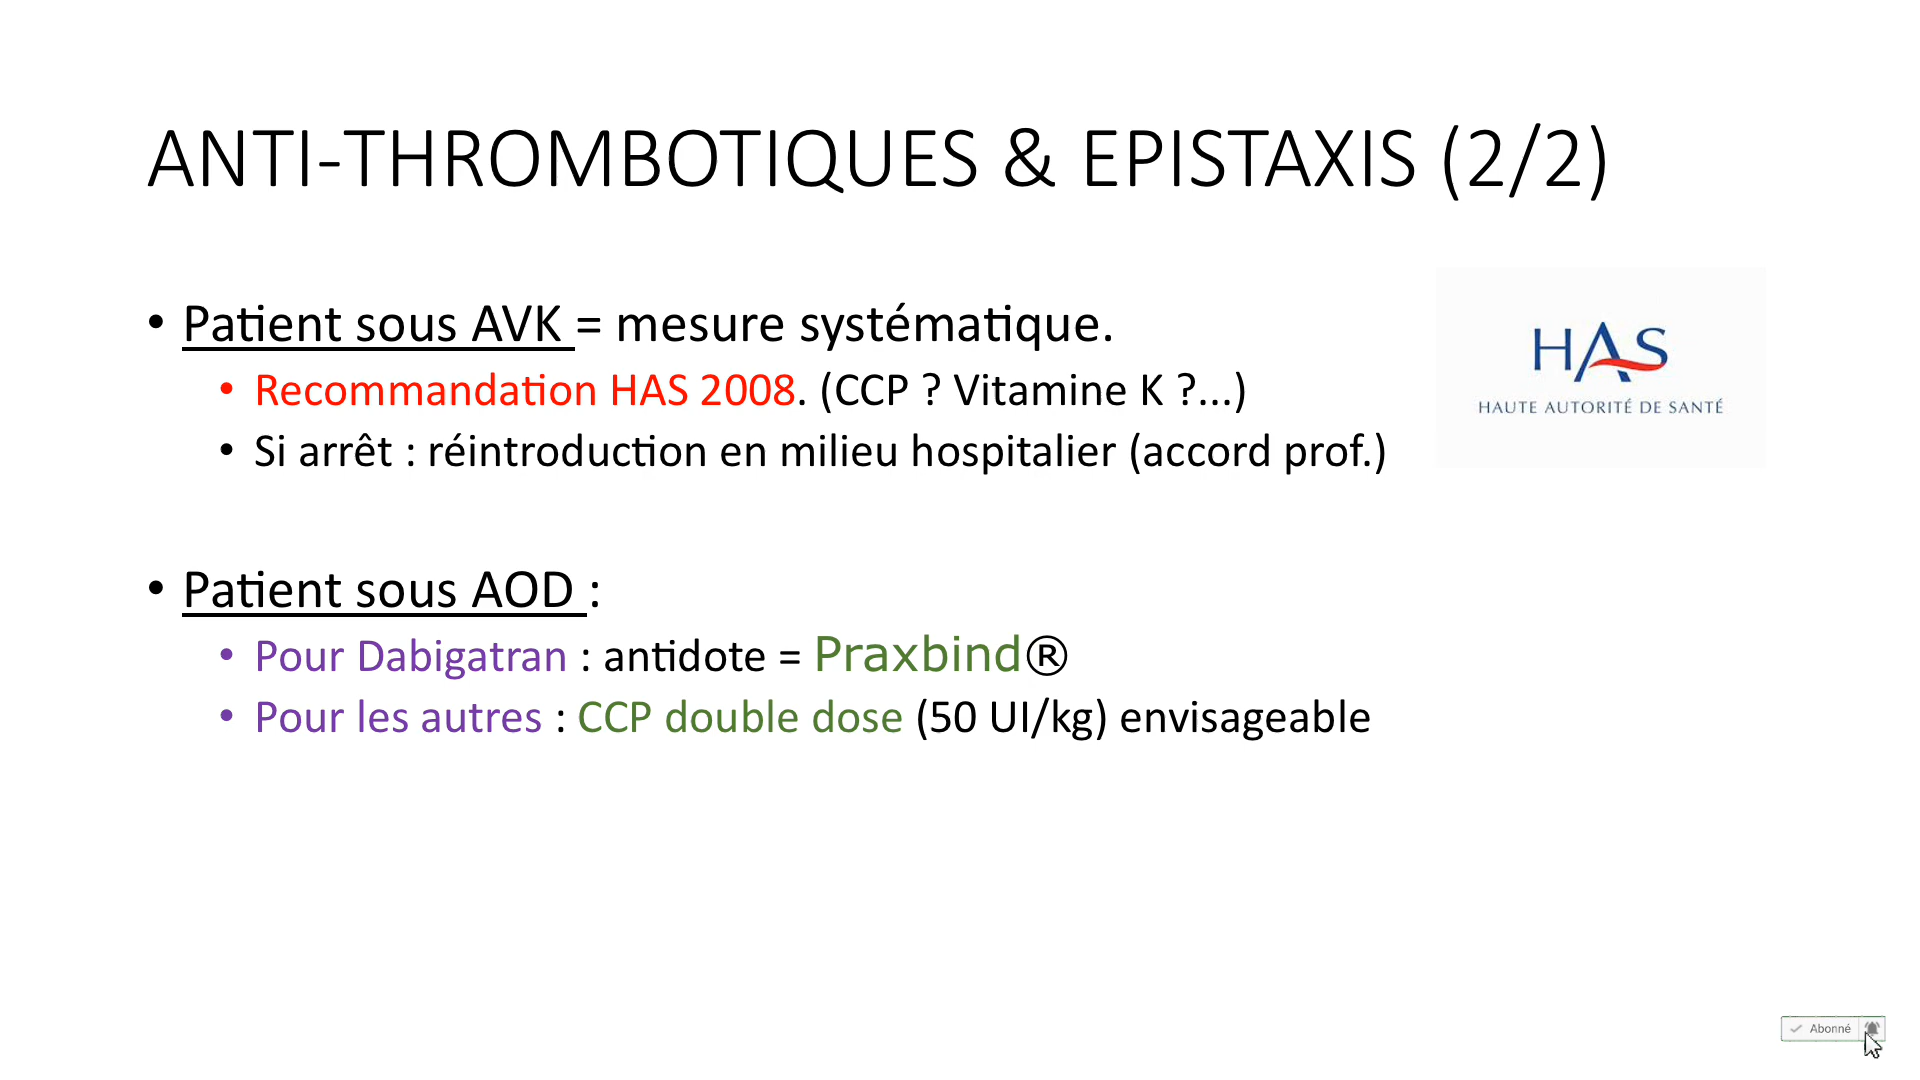 ANTI-THROMBOTIQUES & EPISTAXIS (2/2)
• Patient sous AVK = mesure systématique.
• Recommandation HAS 2008. (CCP ? Vitamine K ?...)
• Si arrêt : réintroduction en milieu hospitalier (accord prof.)
HAS
HAUTE AUTORITÉ DE SANTÉ
• Patient sous AOD :
• Pour Dabigatran : antidote = Praxbind®
• Pour les autres : CCP double dose (50 UI/kg) envisageable
Abonné